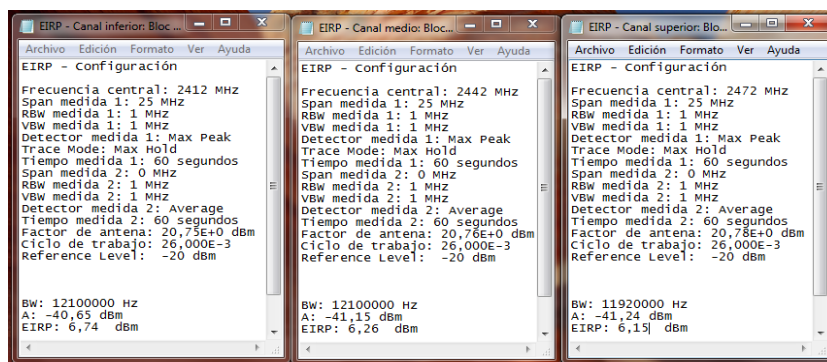 EIRP - Canal inferior: Bloc ...
Archivo Edición Formato Ver Ayuda
EIRP - Configuración
Frecuencia central: 2412 MHz
Span medida 1: 25 MHz
RBW medida 1: 1 MHz
VBW medida 1: 1 MHz
Detector medida 1: Max Peak
Trace Mode: Max Hold
Tiempo medida 1: 60 segundos
Span medida 2: 0 MHz
RBW medida 2: 1 MHz
VBW medida 2: 1 MHz
Detector medida 2: Average
Tiempo medida 2: 60 segundos
Factor de antena: 20,75E+0 dBm
Ciclo de trabajo: 26,000E-3
Reference Level: -20 dBm
BW: 12100000 Hz
A: -40,65 dBm
EIRP: 6,74 dBm
EIRP - Canal medio: Bloc...
Archivo Edición Formato Ver Ayuda
EIRP - Configuración
Frecuencia central: 2442 MHz
Span medida 1: 25 MHz
RBW medida 1: 1 MHz
VBW medida 1: 1 MHz
Detector medida 1: Max Peak
Trace Mode: Max Hold
Tiempo medida 1: 60 segundos
Span medida 2: 0 MHz
RBW medida 2: 1 MHz
VBW medida 2: 1 MHz
Detector medida 2: Average
Tiempo medida 2: 60 segundos
Factor de antena: 20,76E+0 dBm
Ciclo de trabajo: 26,000E-3
Reference Level: -20 dBm
BW: 12100000 Hz
A: -41,15 dBm
EIRP: 6,26 dBm
EIRP - Canal superior: Blo...
Archivo Edición Formato Ver Ayuda
EIRP - Configuración
Frecuencia central: 2472 MHz
Span medida 1: 25 MHz
RBW medida 1: 1 MHz
VBW medida 1: 1 MHz
Detector medida 1: Max Peak
Trace Mode: Max Hold
Tiempo medida 1: 60 segundos
Span medida 2: 0 MHz
RBW medida 2: 1 MHz
VBW medida 2: 1 MHz
Detector medida 2: Average
Tiempo medida 2: 60 segundos
Factor de antena: 20,78E+0 dBm
Ciclo de trabajo: 26,000E-3
Reference Level: -20 dBm
BW: 11920000 Hz
A: -41,24 dBm
EIRP: 6,15 dBm